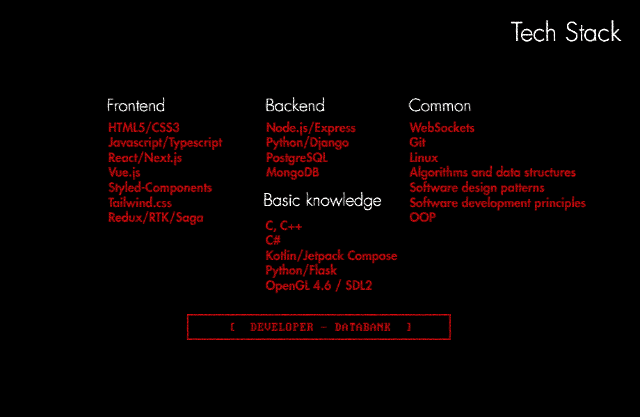 Tech Stack
Frontend
HTML5/CSS3
Javascript/Typescript
React/Next.js
Vue.js
Styled-Components
Tailwind.css
Redux/RTK/Saga
Backend
Node.js/Express
Python/Django
PostgreSQL
MongoDB
Basic knowledge
C, C++
C#
Kotlin/Jetpack Compose
Python/Flask
OpenGL 4.6 / SDL2
Common
WebSockets
Git
Linux
Algorithms and data structures
Software design patterns
Software development principles
OOP
[ DEVELOPER - DATABANK ]